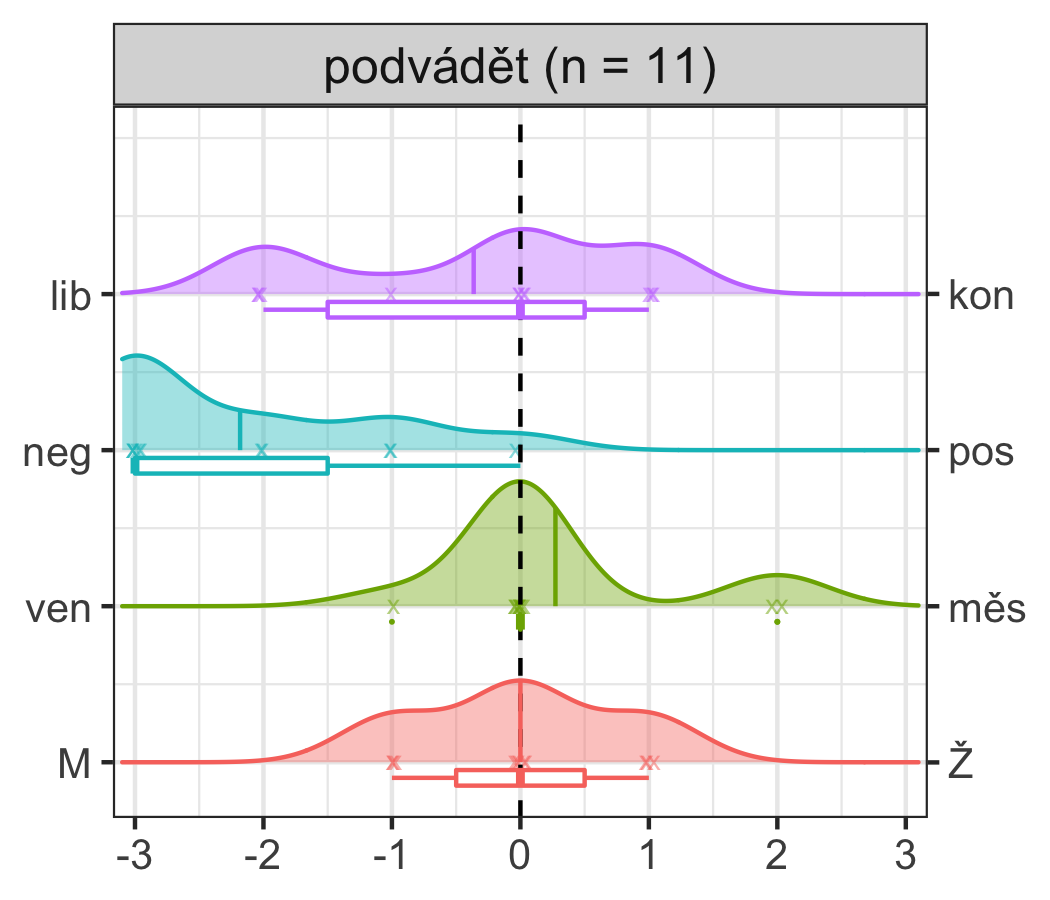 podvádět (n = 11)
lib kon
neg pos
ven měs
M Ž
-3 -2 -1 0 1 2 3